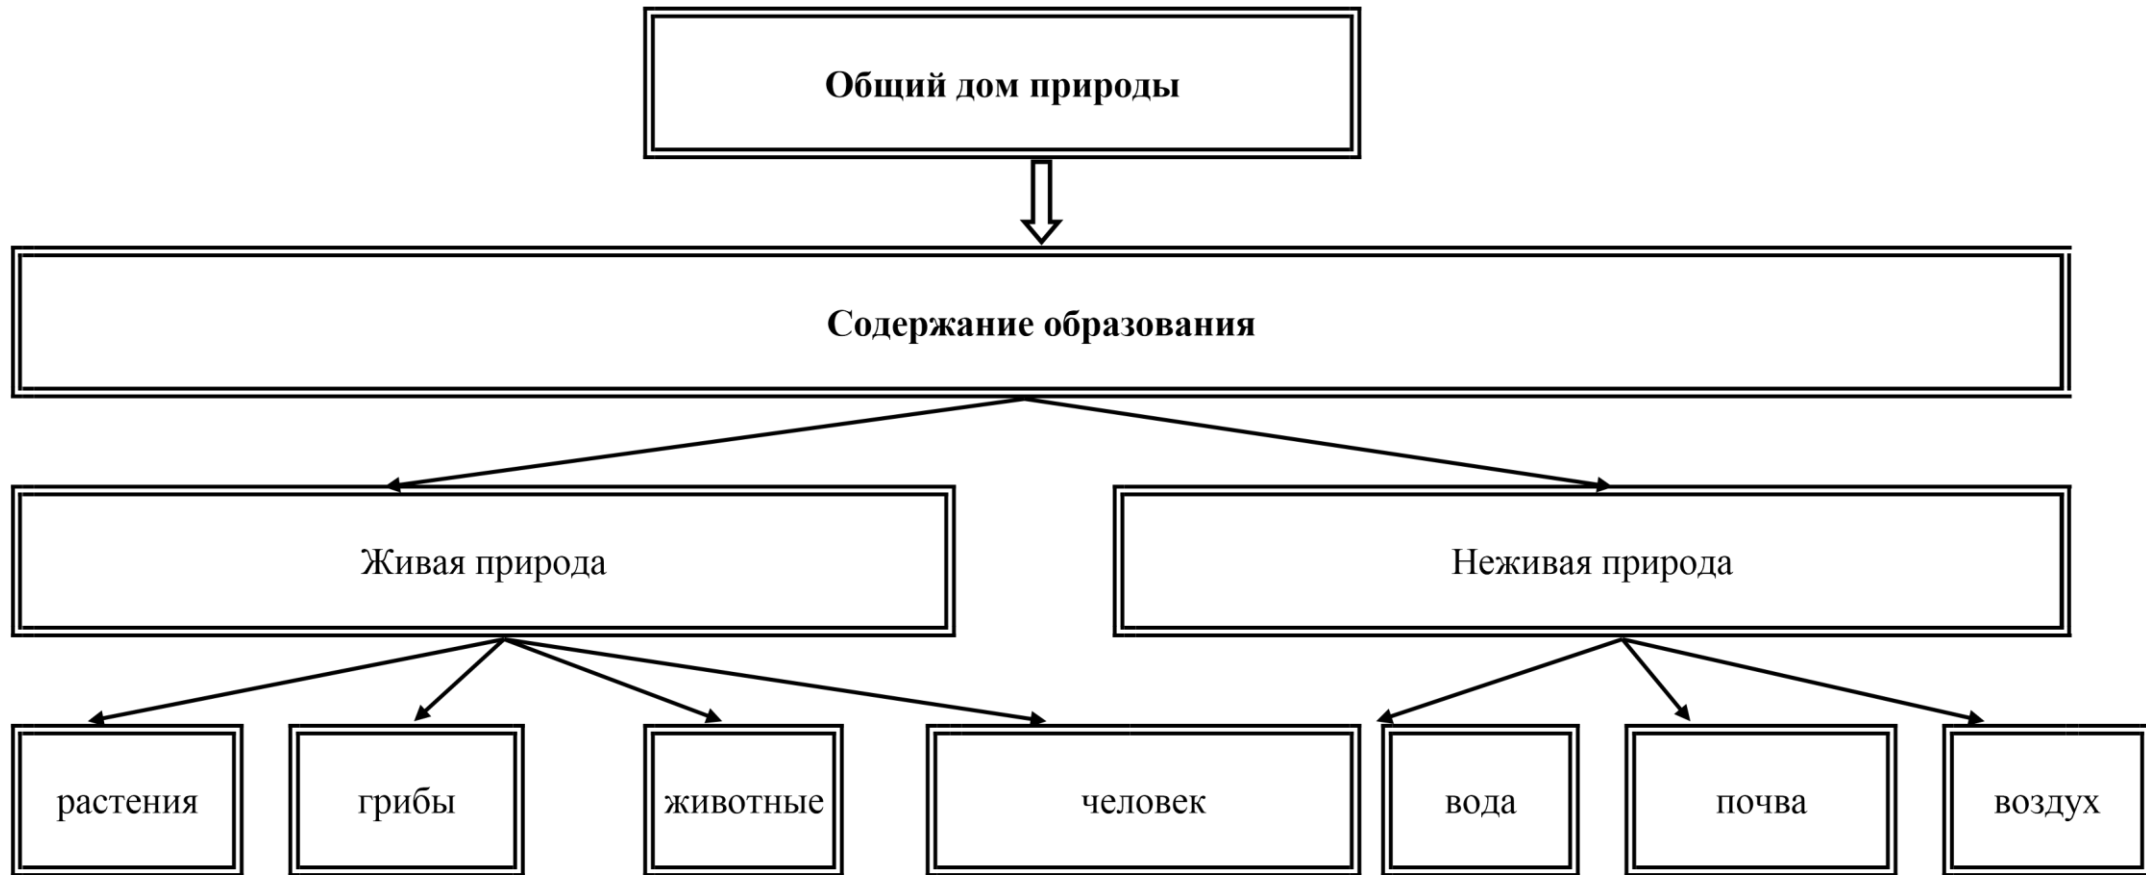 Общий дом природы
Содержание образования
Живая природа
Неживая природа
растения
грибы
животные
человек
вода
почва
воздух